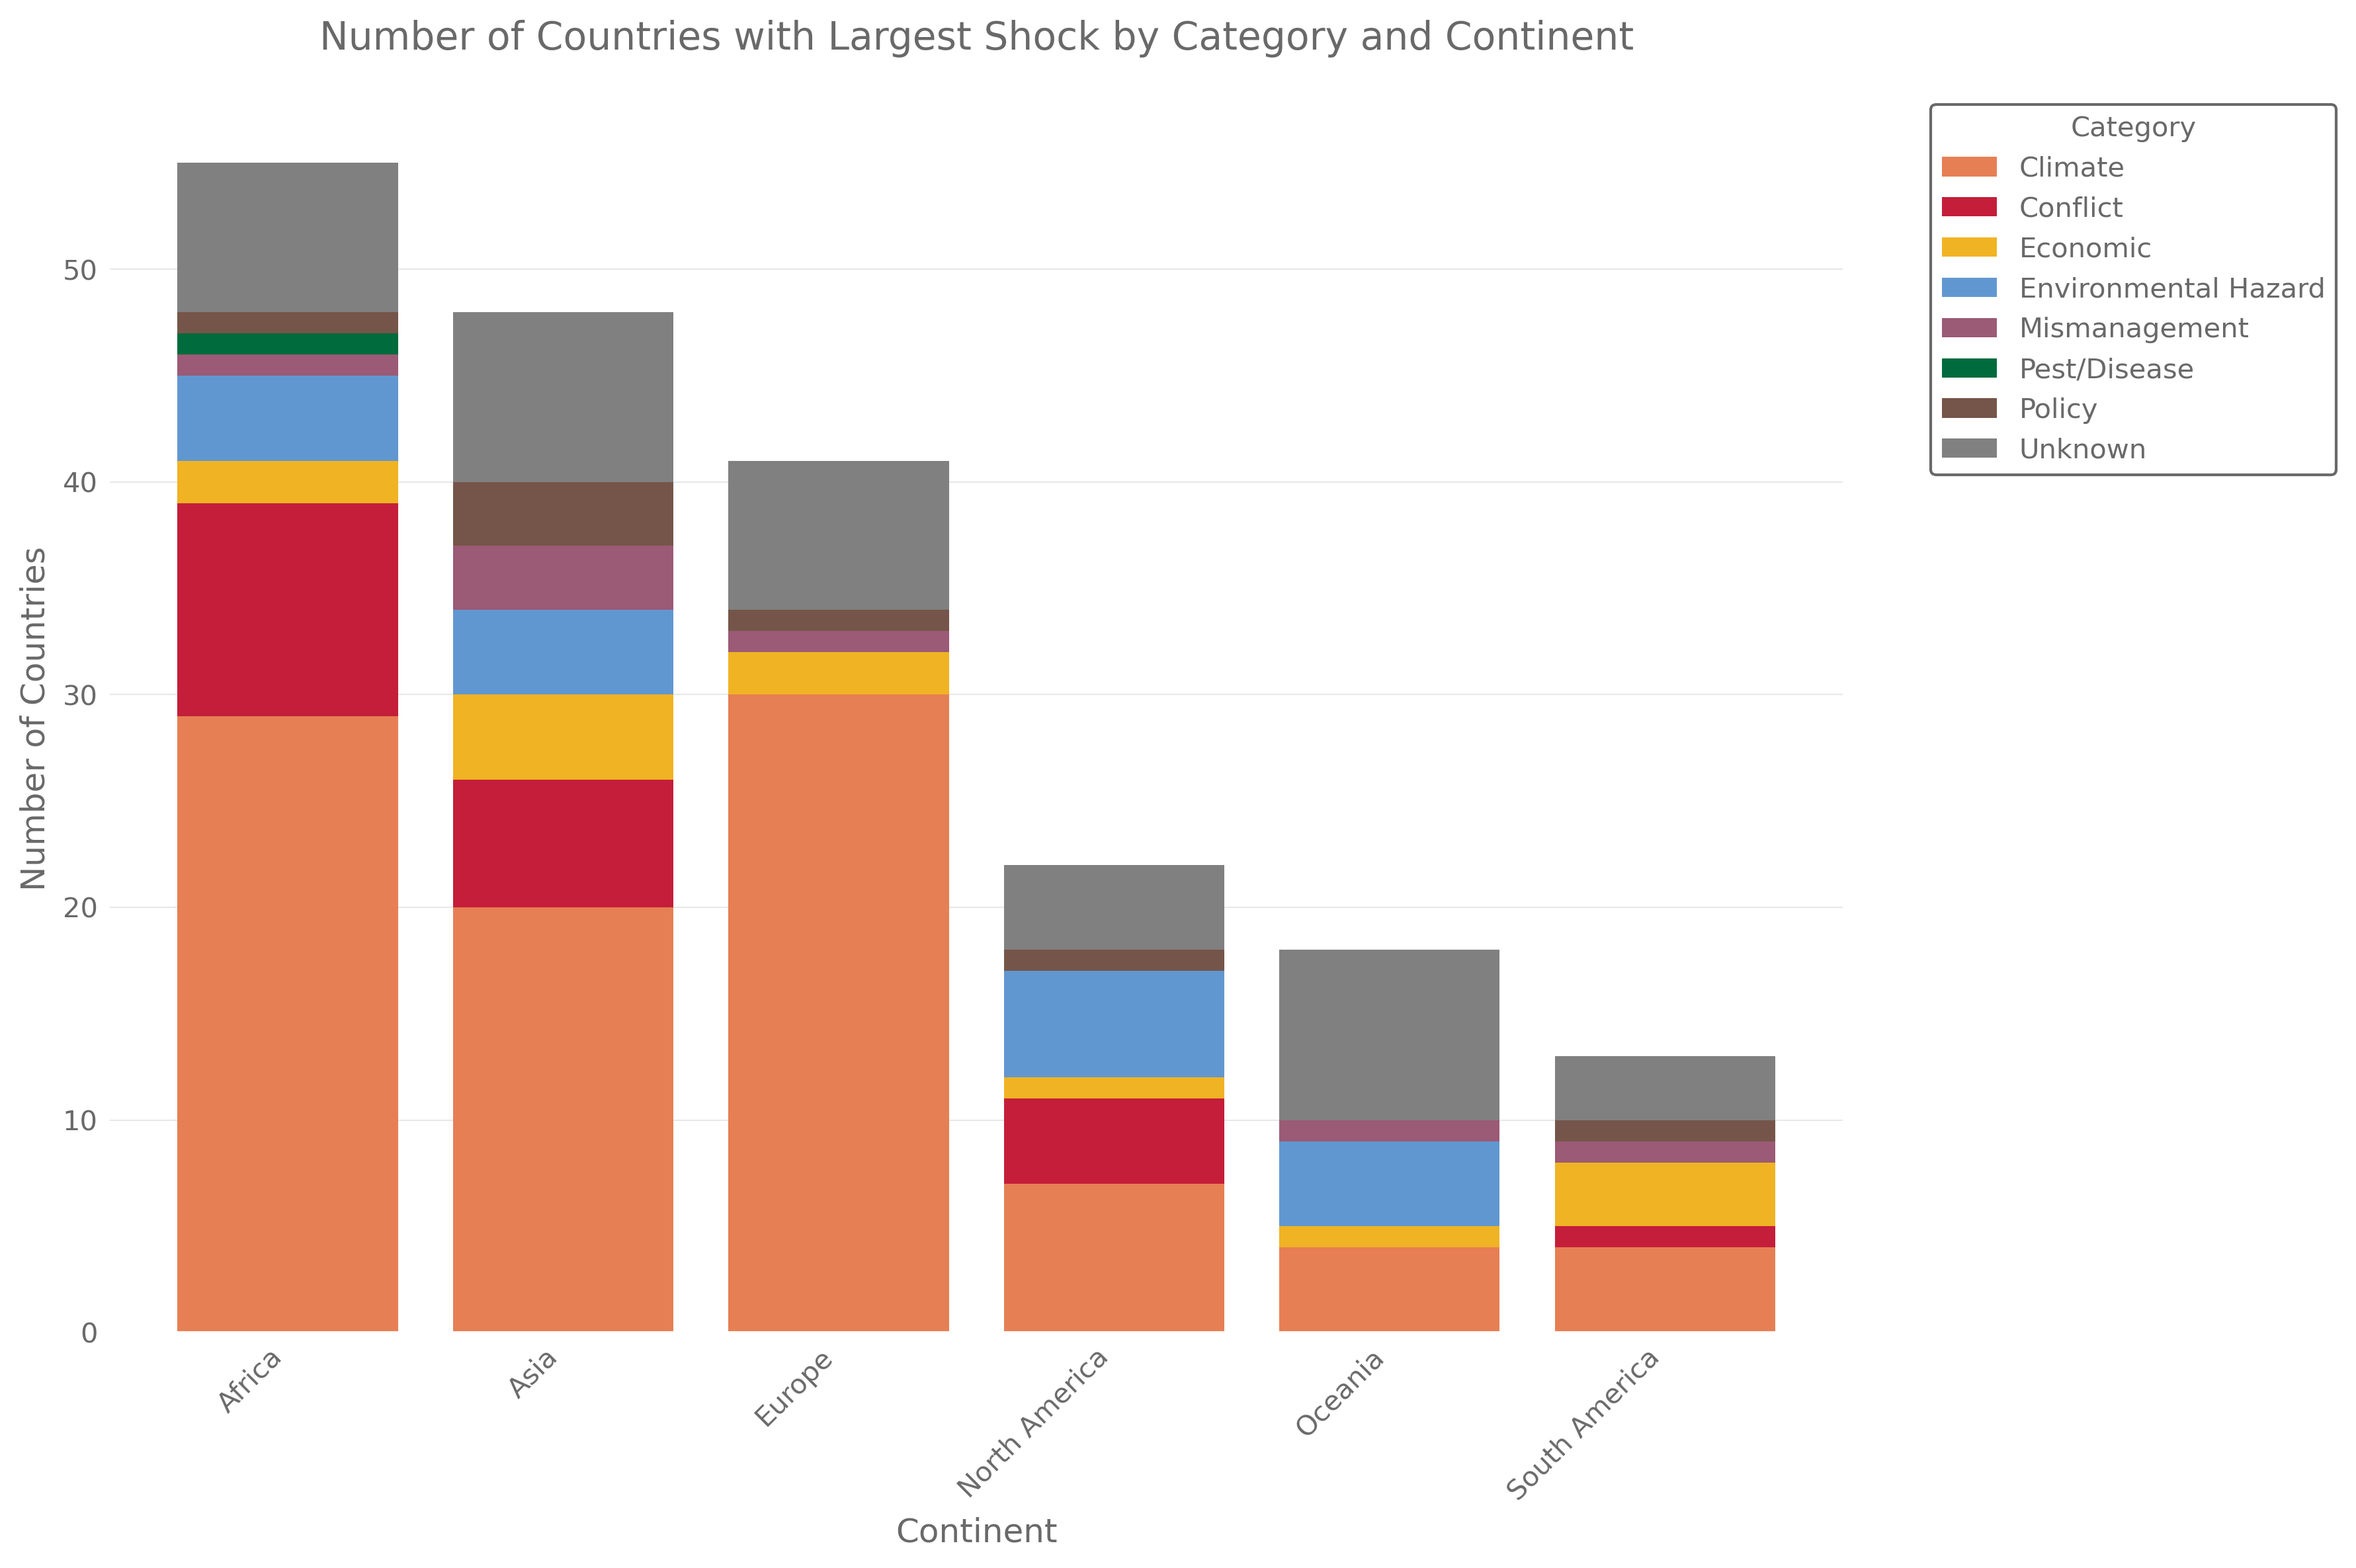 Number of Countries with Largest Shock by Category and Continent
Category
Climate
Conflict
Economic
Environmental Hazard
Mismanagement
Pest/Disease
Policy
Unknown
Number of Countries
50
40
30
20
10
0
Africa
Asia
Europe
North America
Oceania
South America
Continent